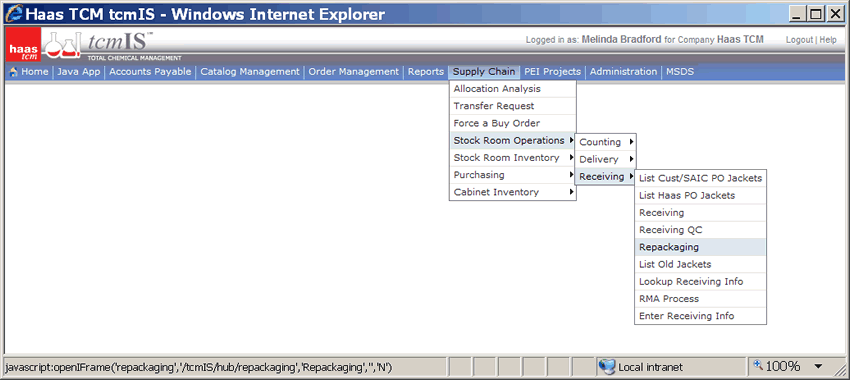 Haas TCM tcmIS - Windows Internet Explorer
haas tcm
tcmIS™
TOTAL CHEMICAL MANAGEMENT
Logged in as: Melinda Bradford for Company Haas TCM
Logout | Help
Home | Java App | Accounts Payable | Catalog Management | Order Management | Reports | Supply Chain | PEI Projects | Administration | MSDS
Allocation Analysis
Transfer Request
Force a Buy Order
Stock Room Operations
Stock Room Inventory
Purchasing
Cabinet Inventory
Counting
Delivery
Receiving
List Cust/SAIC PO Jackets
List Haas PO Jackets
Receiving
Receiving QC
Repackaging
List Old Jackets
Lookup Receiving Info
RMA Process
Enter Receiving Info
javascript:openIFrame('repackaging','/tcmIS/hub/repackaging','Repackaging','','N')
Local intranet
100%